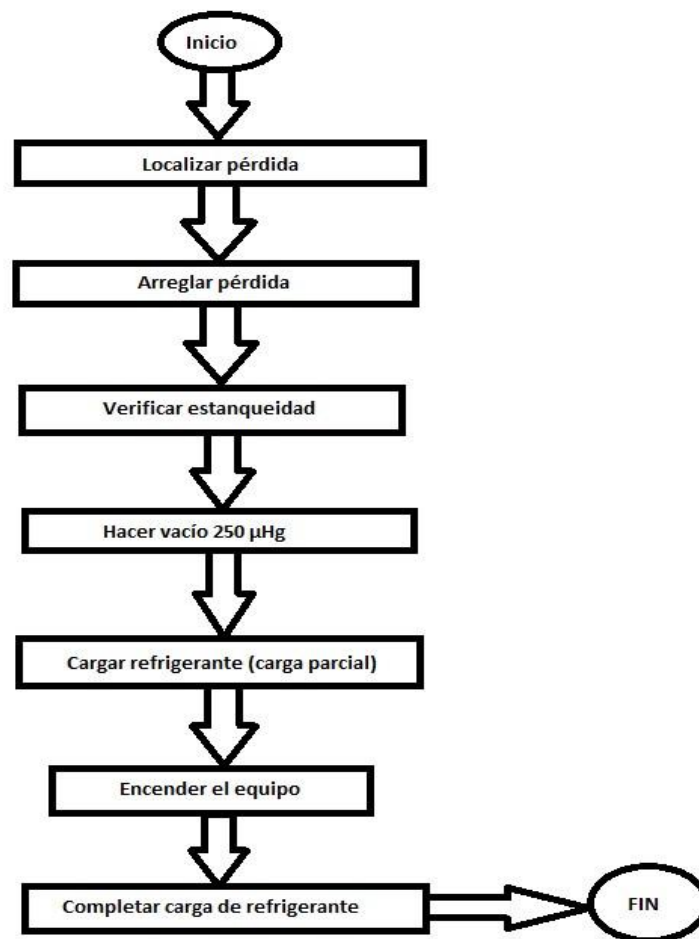 Inicio
Localizar pérdida
Arreglar pérdida
Verificar estanqueidad
Hacer vacío 250 µHg
Cargar refrigerante (carga parcial)
Encender el equipo
Completar carga de refrigerante
FIN